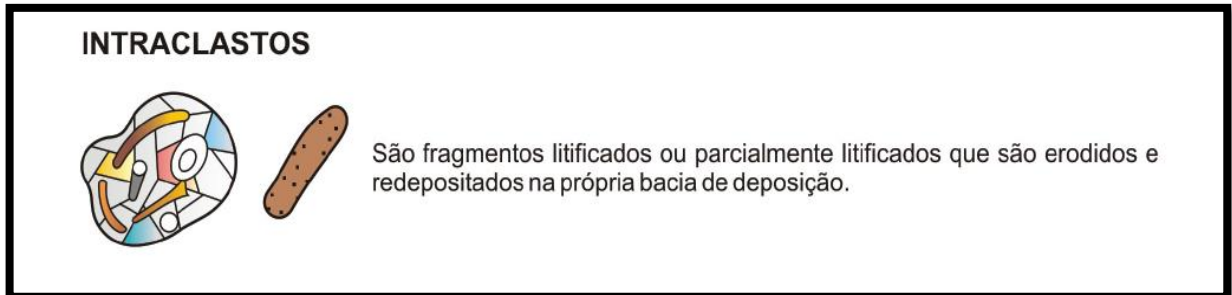 INTRACLASTOS
São fragmentos litificados ou parcialmente litificados que são erodidos e
redepositados na própria bacia de deposição.